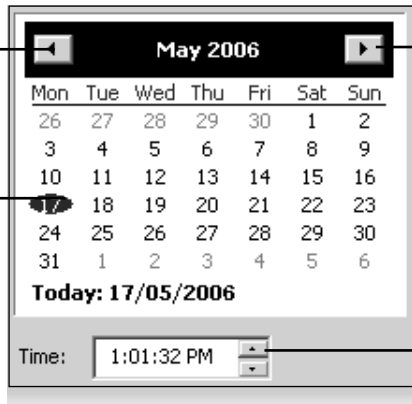 May 2006
Mon Tue Wed Thu Fri Sat Sun
26 27 28 29 30 1 2
3 4 5 6 7 8 9
10 11 12 13 14 15 16
17 18 19 20 21 22 23
24 25 26 27 28 29 30
31 1 2 3 4 5 6
Today: 17/05/2006
Time: 1:01:32 PM